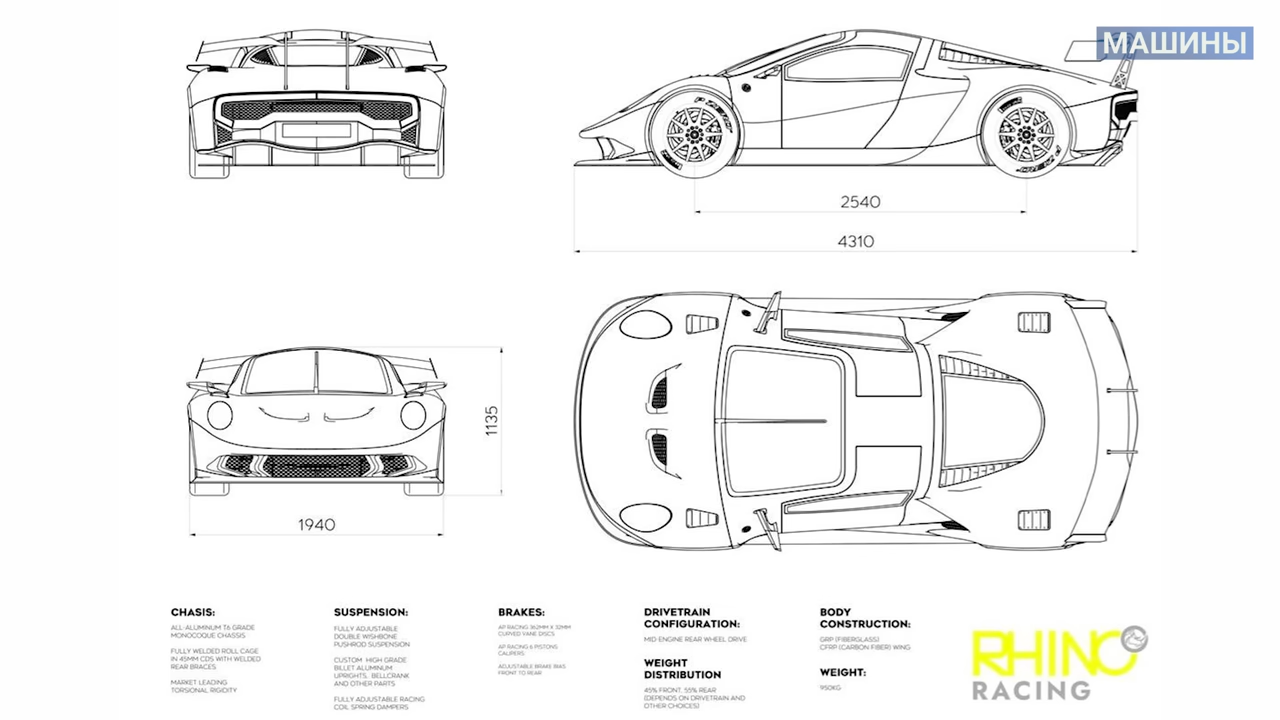 МАШИНЫ
P ZERO
2540
4310
1135
1940
CHASIS:
ALL-ALUMINUM T6 GRADE
MONOCOQUE CHASSIS
FULLY WELDED ROLL CAGE
IN 45MM CDS WITH WELDED
REAR BRACES
MARKET LEADING
TORSIONAL RIGIDITY
SUSPENSION:
FULLY ADJUSTABLE
DOUBLE WISHBONE
PUSHROD SUSPENSION
CUSTOM HIGH GRADE
BILLET ALUMINUM
UPRIGHTS, BELLCRANK
AND OTHER PARTS
FULLY ADJUSTABLE RACING
COIL SPRING DAMPERS
BRAKES:
AP RACING 362MM X 32MM
CURVED VANE DISCS
AP RACING 6 PISTONS
CALIPERS
ADJUSTABLE BRAKE BIAS
FRONT TO REAR
DRIVETRAIN
CONFIGURATION:
MID ENGINE REAR WHEEL DRIVE
WEIGHT
DISTRIBUTION
45% FRONT, 55% REAR
(DEPENDS ON DRIVETRAIN AND
OTHER CHOICES)
BODY
CONSTRUCTION:
GRP (FIBERGLASS)
CFRP (CARBON FIBER) WING
WEIGHT:
950KG
RHINO
RACING